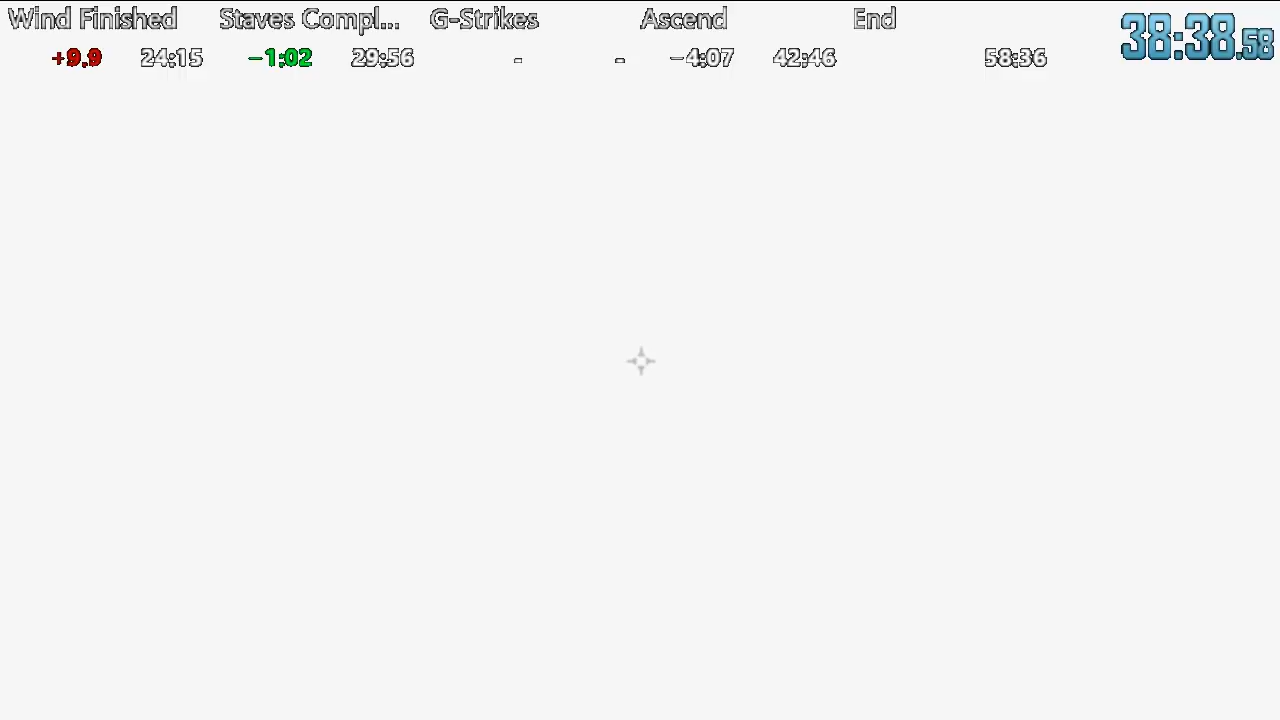 Wind Finished Staves Compl... G-Strikes Ascend End 38:38.58
+9.9 24:15 −1:02 29:56 - - −4:07 42:46 58:36